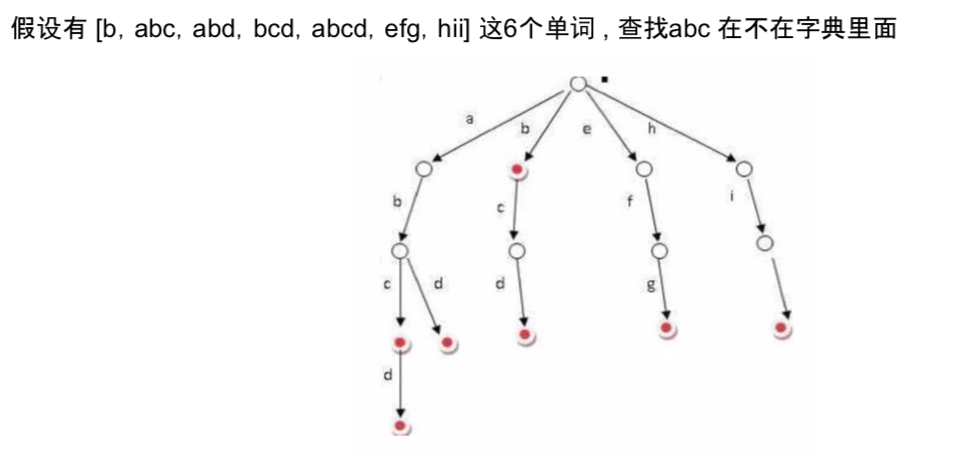 假设有 [b, abc, abd, bcd, abcd, efg, hii] 这6个单词 , 查找abc 在不在字典里面
a
b
e
h
b
c
f
i
c
d
d
g
d